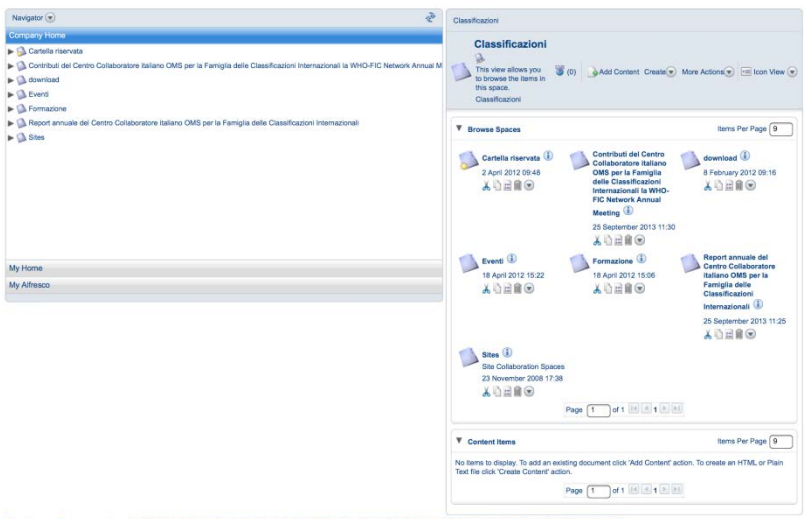 Navigator
Company Home
Cartella riservata
Contributi del Centro Collaboratore italiano OMS per la Famiglia delle Classificazioni Internazionali la WHO-FIC Network Annual M
download
Eventi
Formazione
Report annuale del Centro Collaboratore italiano OMS per la Famiglia delle Classificazioni Internazionali
Sites
My Home
My Alfresco
Classificazioni
Classificazioni
This view allows you
to browse the items in
this space.
Classificazioni
(0)
Add Content Create More Actions Icon View
Browse Spaces
Items Per Page 9
Cartella riservata
2 April 2012 09:48
Contributi del Centro
Collaboratore italiano
OMS per la Famiglia
delle Classificazioni
Internazionali la WHO-
FIC Network Annual
Meeting
25 September 2013 11:30
download
8 February 2012 09:16
Eventi
18 April 2012 15:22
Formazione
18 April 2012 15:06
Report annuale del
Centro Collaboratore
italiano OMS per la
Famiglia delle
Classificazioni
Internazionali
25 September 2013 11:25
Sites
Site Collaboration Spaces
23 November 2008 17:38
Page 1 of 1 1
Content Items
Items Per Page 9
No items to display. To add an existing document click 'Add Content' action. To create an HTML or Plain
Text file click 'Create Content' action.
Page 1 of 1 1